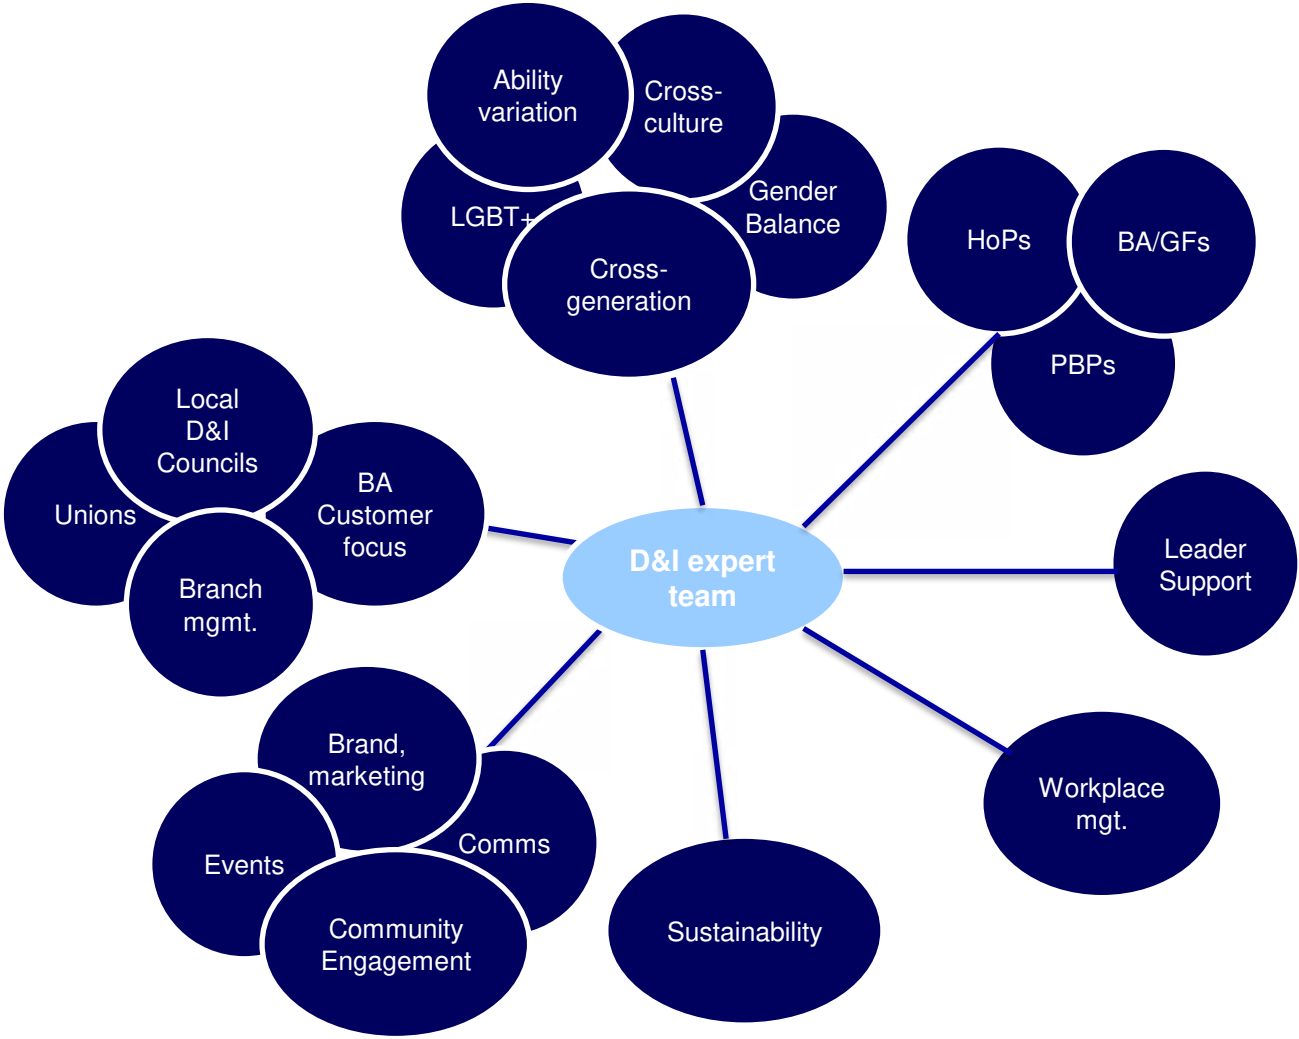 Ability
variation
Cross-
culture
Gender
Balance
LGBT+
Cross-
generation
HoPs
BA/GFs
PBPs
Local
D&I
Councils
Unions
BA
Customer
focus
Branch
mgmt.
D&I expert
team
Leader
Support
Brand,
marketing
Events
Comms
Community
Engagement
Sustainability
Workplace
mgt.